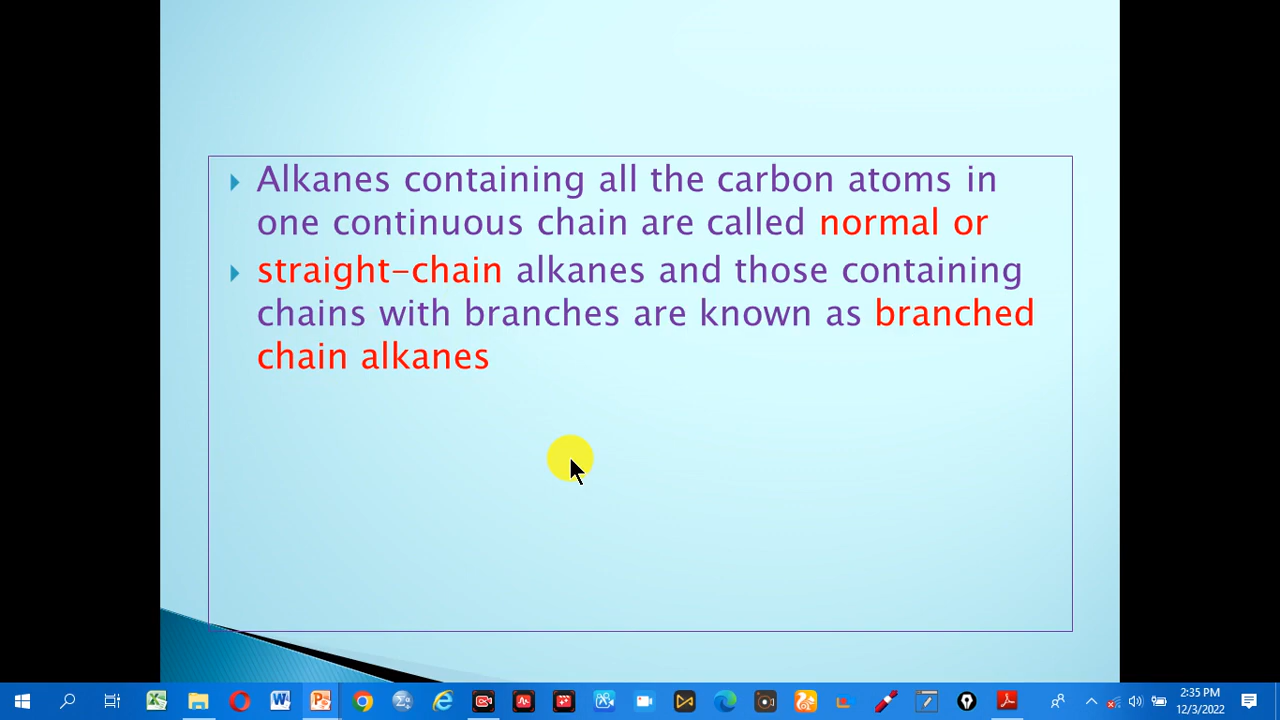 Alkanes containing all the carbon atoms in
one continuous chain are called normal or
straight-chain alkanes and those containing
chains with branches are known as branched
chain alkanes
2:35 PM
12/3/2022